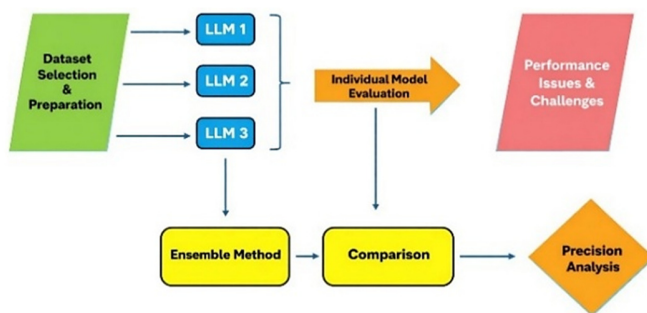 Dataset
Selection
&
Preparation
LLM 1
LLM 2
LLM 3
Individual Model
Evaluation
Performance
Issues &
Challenges
Ensemble Method
Comparison
Precision
Analysis